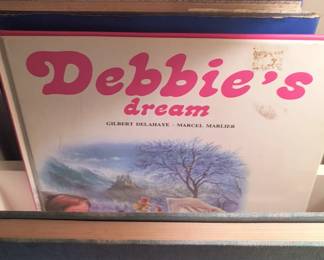 Debbie's
dream
GILBERT DELAHAYE - MARCEL MARLIER